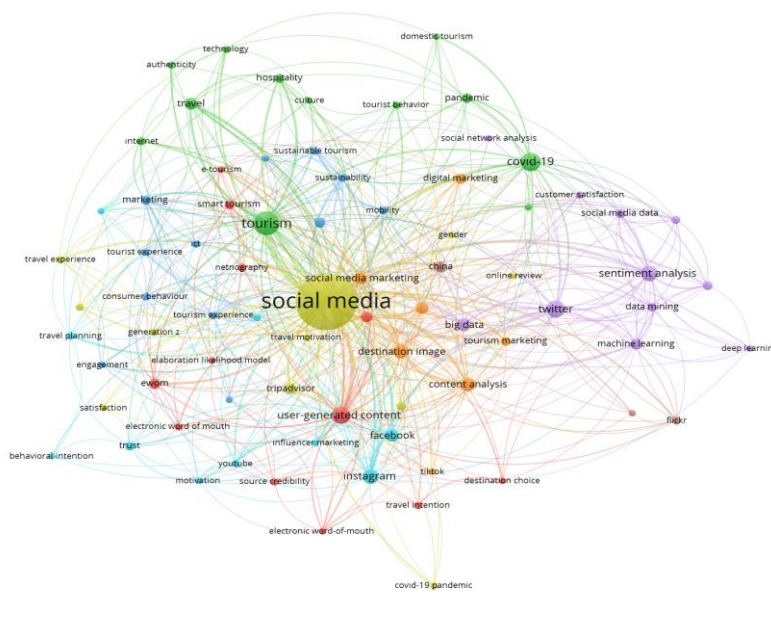 domestic tourism
technology
authenticity
hospitality
travel
culture
tourist behavior
pandemic
internet
social network analysis
sustainable tourism
covid-19
e-tourism
sustainability
digital marketing
customer satisfaction
marketing
smart tourism
mobility
social media data
tourism
gender
ict
tourist experience
travel experience
netnography
china
social media marketing
online review
sentiment analysis
consumer behaviour
social media
twitter
data mining
tourism experience
big data
travel planning
generation z
travel motivation
tourism marketing
machine learning
deep learnin
destination image
engagement
elaboration likelihood model
ewom
tripadvisor
content analysis
satisfaction
user-generated content
flickr
electronic word of mouth
facebook
trust
influencer marketing
behavioral intention
youtube
tiktok
motivation
source credibility
instagram
destination choice
travel intention
electronic word-of-mouth
covid-19 pandemic